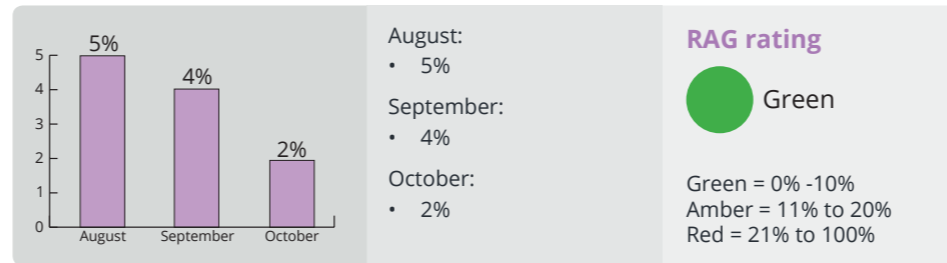 5%
4%
2%
5
4
3
2
1
0
August September October
August:
• 5%
September:
• 4%
October:
• 2%
RAG rating
Green
Green = 0% -10%
Amber = 11% to 20%
Red = 21% to 100%